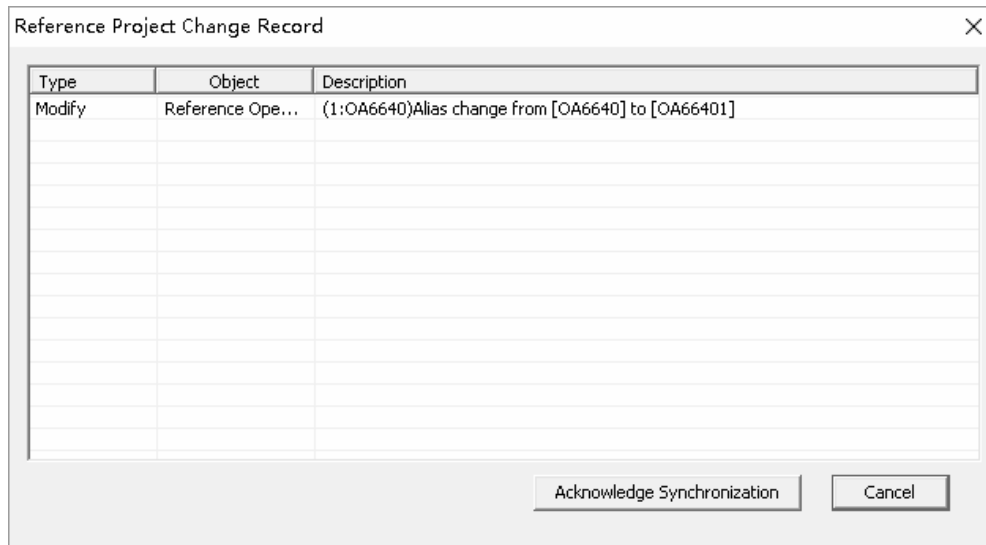 Reference Project Change Record
Type Object Description
Modify Reference Ope... (1:OA6640)Alias change from [OA6640] to [OA66401]
Acknowledge Synchronization Cancel